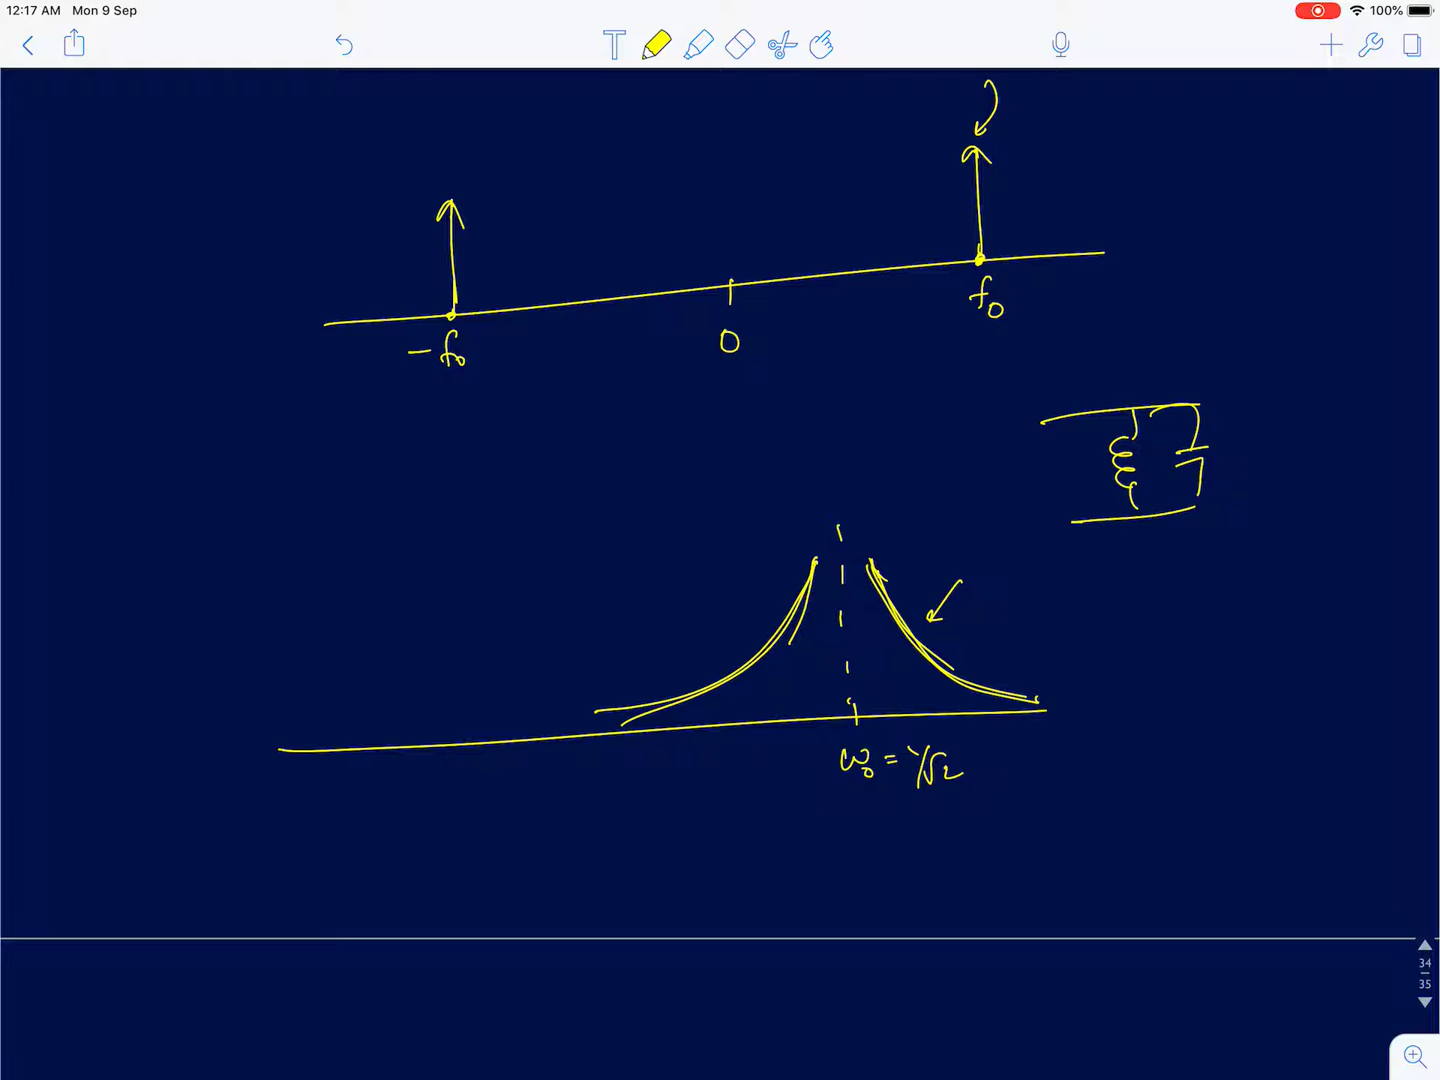 12:17 AM Mon 9 Sep
100%
T
-f₀
0
f₀
ω₀ = 1/√2
34
35